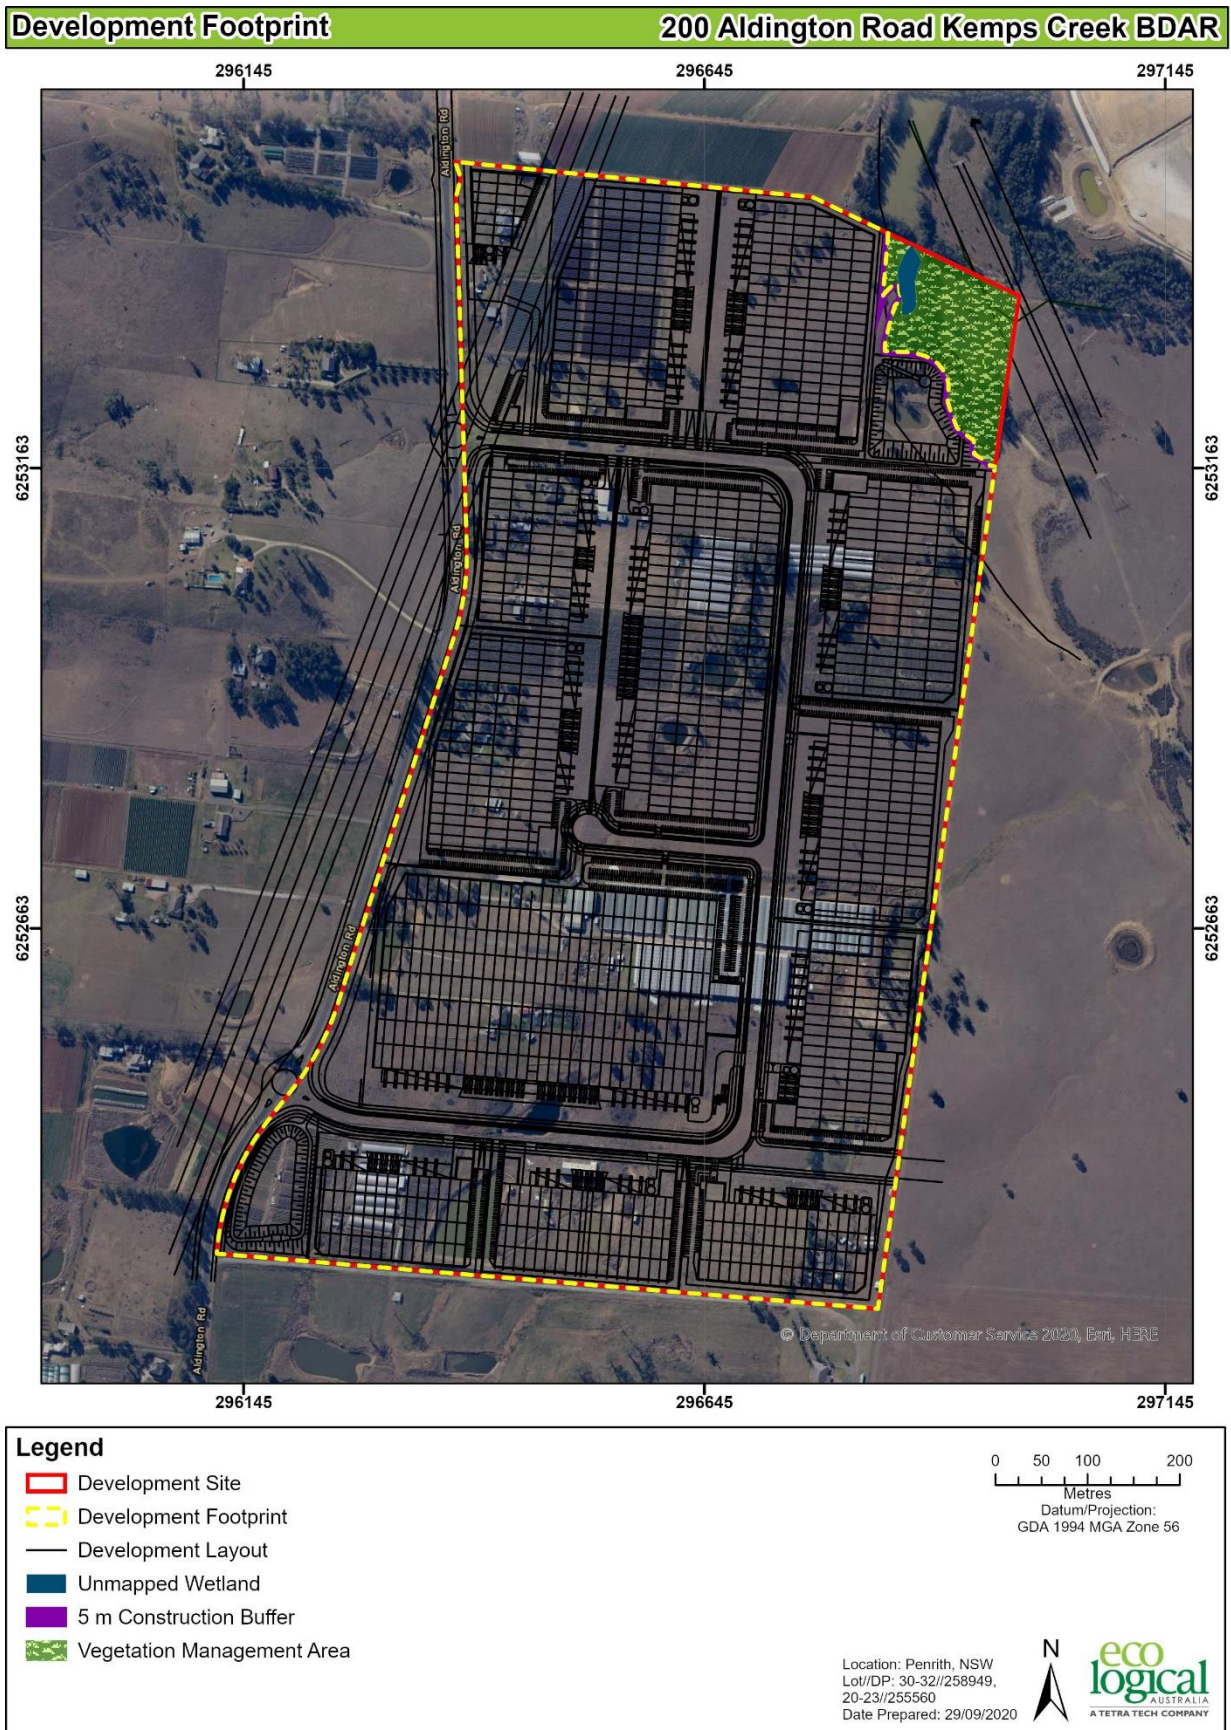 Development Footprint 200 Aldington Road Kemps Creek BDAR
296145 296645 297145
Aldington Rd
6253163 6253163
Aldington Rd
6252663 6252663
Aldington Rd
Aldington Rd
© Department of Customer Service 2020, Esri, HERE
296145 296645 297145
Legend
Development Site
Development Footprint
Development Layout
Unmapped Wetland
5 m Construction Buffer
Vegetation Management Area
0 50 100 200
Metres
Datum/Projection:
GDA 1994 MGA Zone 56
Location: Penrith, NSW
Lot//DP: 30-32//258949,
20-23//255560
Date Prepared: 29/09/2020
N
eco
logical
AUSTRALIA
A TETRA TECH COMPANY